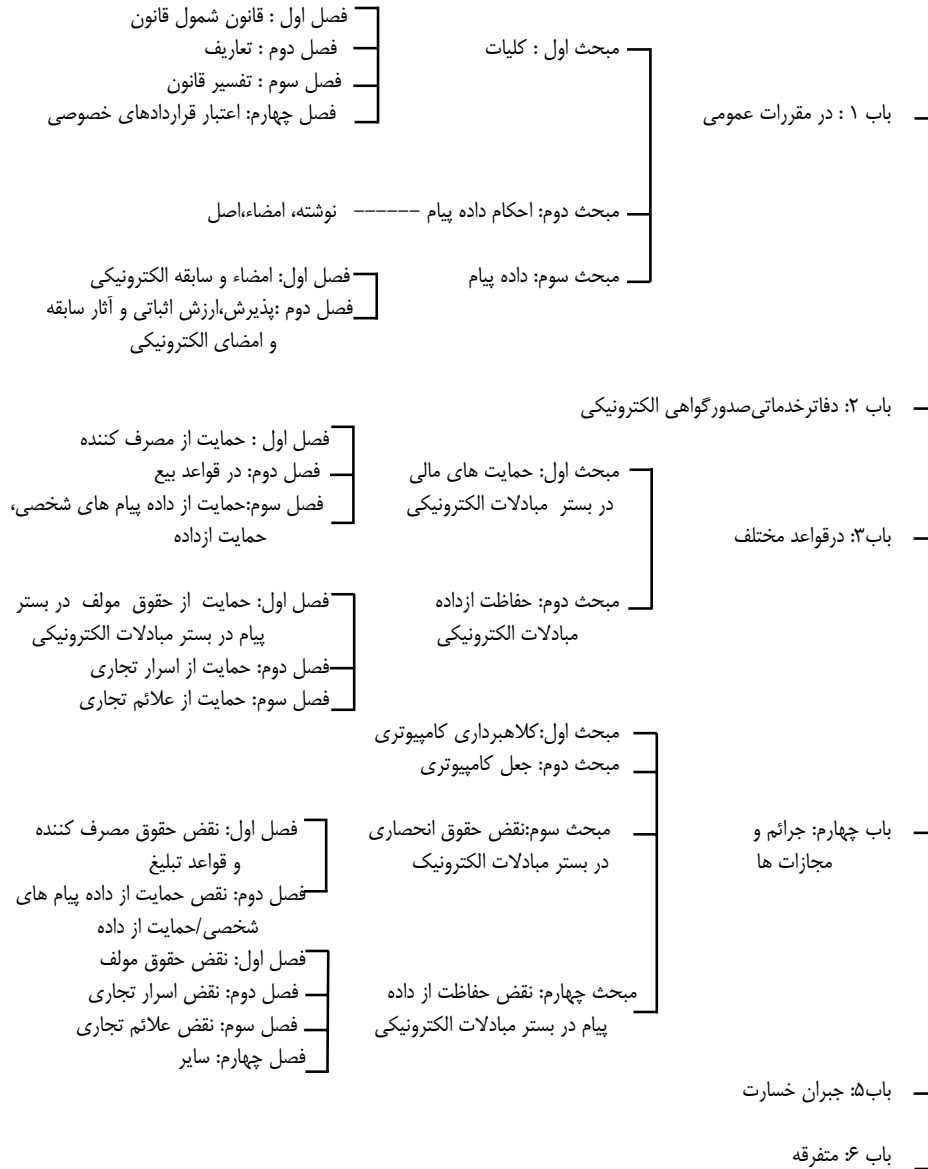 فصل اول : قانون شمول قانون
مبحث اول : کلیات
فصل دوم : تعاریف
فصل سوم : تفسیر قانون
باب ۱ : در مقررات عمومی
فصل چهارم: اعتبار قراردادهای خصوصی
مبحث دوم: احکام داده پیام ------ نوشته، امضاء،اصل
مبحث سوم: داده پیام
فصل اول: امضاء و سابقه الکترونیکی
فصل دوم :پذیرش،ارزش اثباتی و آثار سابقه
و امضای الکترونیکی
باب ۲: دفاترخدماتی‌صدورگواهی الکترونیکی
فصل اول : حمایت از مصرف کننده
مبحث اول: حمایت های مالی
فصل دوم: در قواعد بیع
در بستر مبادلات الکترونیکی
فصل سوم:حمایت از داده پیام های شخصی،
حمایت ازداده
باب۳: درقواعد مختلف
مبحث دوم: حفاظت ازداده
فصل اول: حمایت از حقوق مولف در بستر
مبادلات الکترونیکی
پیام در بستر مبادلات الکترونیکی
فصل دوم: حمایت از اسرار تجاری
فصل سوم: حمایت از علائم تجاری
مبحث اول:کلاهبرداری کامپیوتری
مبحث دوم: جعل کامپیوتری
باب چهارم: جرائم و
مبحث سوم:نقض حقوق انحصاری
فصل اول: نقض حقوق مصرف کننده
مجازات ها
در بستر مبادلات الکترونیک
و قواعد تبلیغ
فصل دوم: نقص حمایت از داده پیام های
شخصی/حمایت از داده
فصل اول: نقض حقوق مولف
مبحث چهارم: نقض حفاظت از داده
فصل دوم: نقض اسرار تجاری
پیام در بستر مبادلات الکترونیکی
فصل سوم: نقض علائم تجاری
فصل چهارم: سایر
باب۵: جبران خسارت
باب ۶: متفرقه